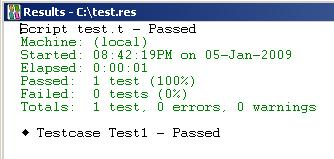 Results - C:\test.res
Script test.t - Passed
Machine: (local)
Started: 08:42:19PM on 05-Jan-2009
Elapsed: 0:00:01
Passed: 1 test (100%)
Failed: 0 tests (0%)
Totals: 1 test, 0 errors, 0 warnings
◆ Testcase Test1 - Passed